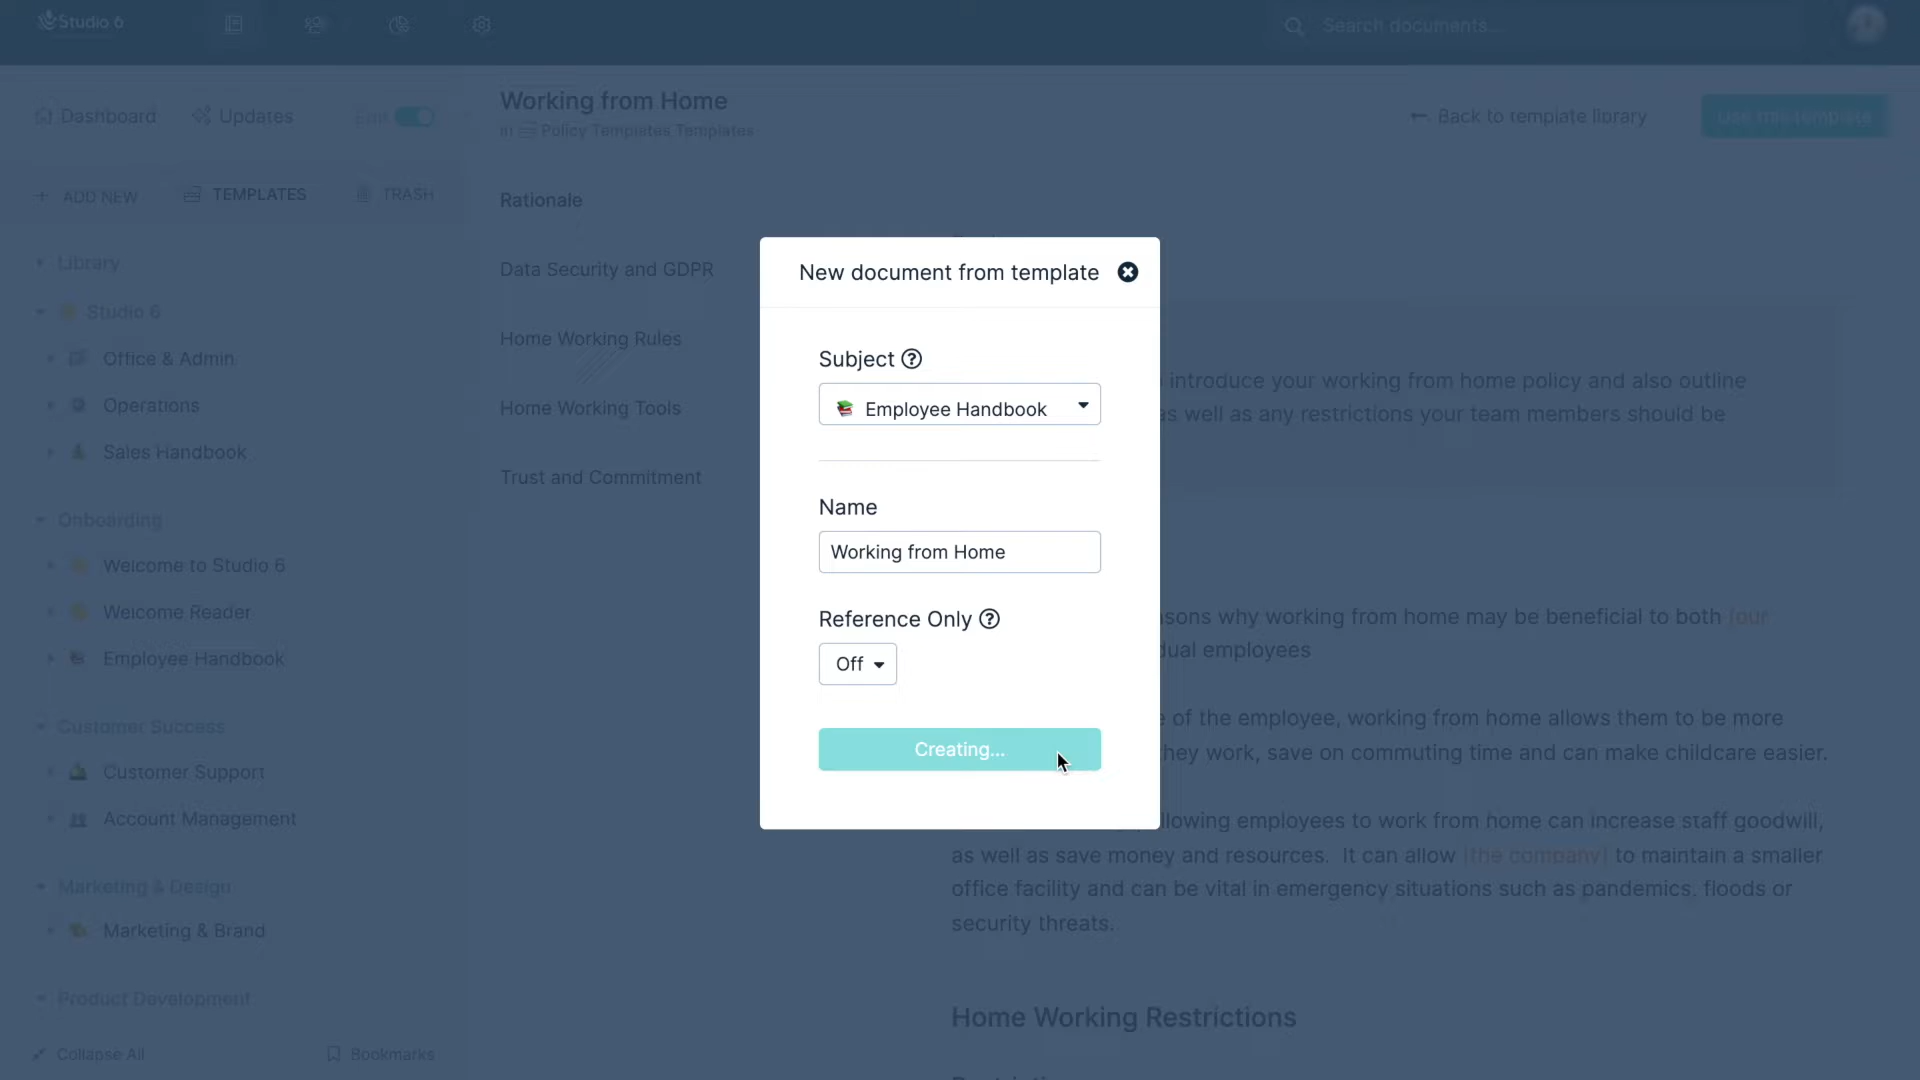 Studio 6
Search documents...
Dashboard
Updates
Edit
Working from Home
in Policy Templates Templates
Back to template library
Use this template
+ ADD NEW
TEMPLATES
TRASH
Library
Studio 6
Office & Admin
Operations
Sales Handbook
Onboarding
Welcome to Studio 6
Welcome Reader
Employee Handbook
Customer Success
Customer Support
Account Management
Marketing & Design
Marketing & Brand
Product Development
Collapse All
Bookmarks
Rationale
Data Security and GDPR
Home Working Rules
Home Working Tools
Trust and Commitment
New document from template
Subject
Employee Handbook
Name
Working from Home
Reference Only
Off
Creating...
introduce your working from home policy and also outline
as well as any restrictions your team members should be
sons why working from home may be beneficial to both [our
dual employees
e of the employee, working from home allows them to be more
they work, save on commuting time and can make childcare easier.
llowing employees to work from home can increase staff goodwill,
as well as save money and resources. It can allow [the company] to maintain a smaller
office facility and can be vital in emergency situations such as pandemics, floods or
security threats.
Home Working Restrictions